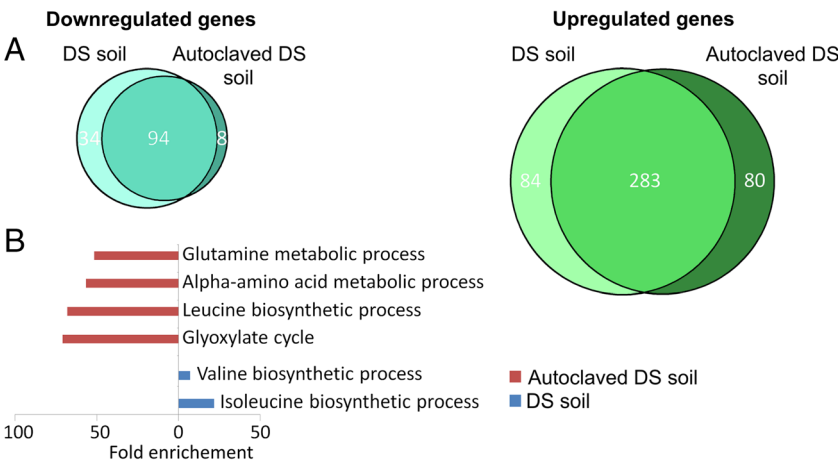 Downregulated genes
Upregulated genes
A
DS soil
Autoclaved DS
soil
DS soil
Autoclaved DS
soil
34
94
8
84
283
80
B
Glutamine metabolic process
Alpha-amino acid metabolic process
Leucine biosynthetic process
Glyoxylate cycle
Valine biosynthetic process
Isoleucine biosynthetic process
Autoclaved DS soil
DS soil
100
50
0
50
Fold enrichement